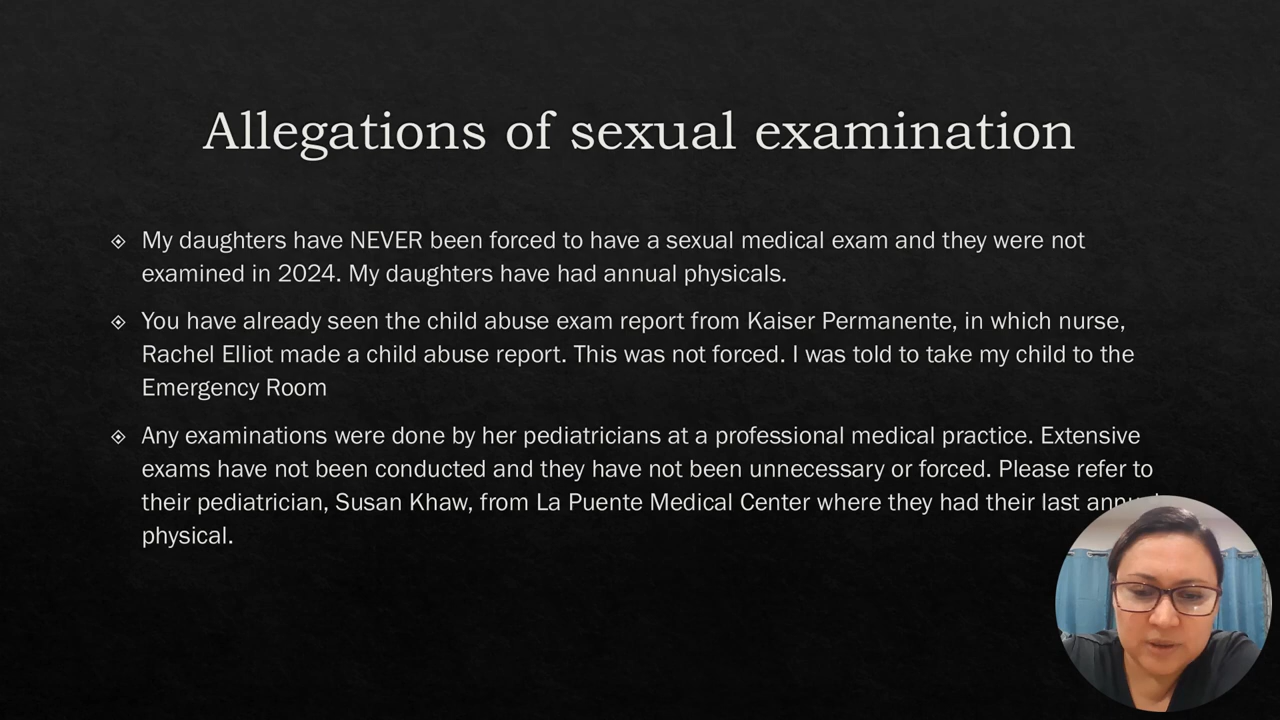 Allegations of sexual examination
My daughters have NEVER been forced to have a sexual medical exam and they were not
examined in 2024. My daughters have had annual physicals.
You have already seen the child abuse exam report from Kaiser Permanente, in which nurse,
Rachel Elliot made a child abuse report. This was not forced. I was told to take my child to the
Emergency Room
Any examinations were done by her pediatricians at a professional medical practice. Extensive
exams have not been conducted and they have not been unnecessary or forced. Please refer to
their pediatrician, Susan Khaw, from La Puente Medical Center where they had their last annual
physical.